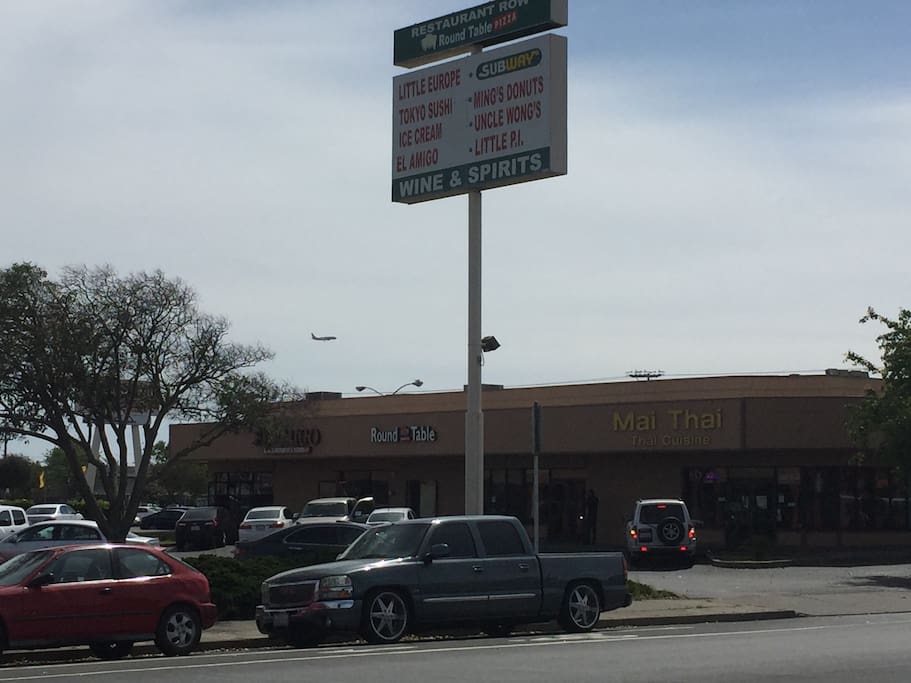 RESTAURANT ROW
Round Table PIZZA
SUBWAY
LITTLE EUROPE
TOKYO SUSHI
ICE CREAM
EL AMIGO
MING'S DONUTS
UNCLE WONG'S
LITTLE P.I.
WINE & SPIRITS
Round Table
Mai Thai
Thai Cuisine